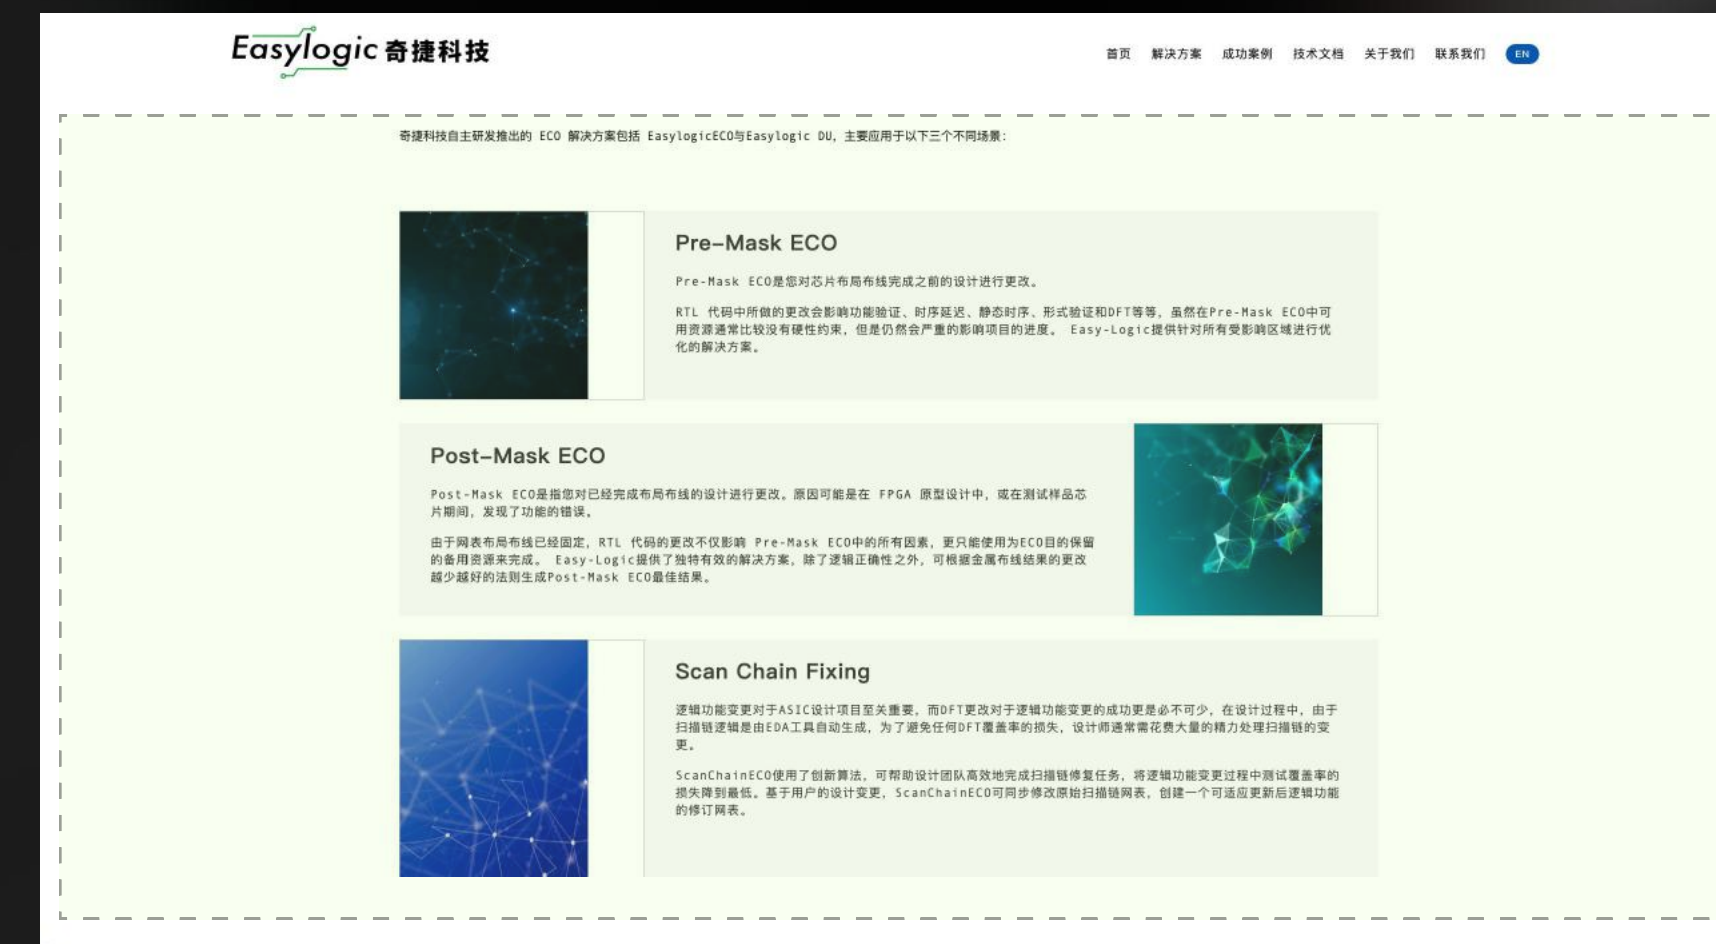 Easylogic 奇捷科技
首页 解决方案 成功案例 技术文档 关于我们 联系我们 EN
奇捷科技自主研发推出的 ECO 解决方案包括 EasylogicECO与Easylogic DU, 主要应用于以下三个不同场景:
Pre-Mask ECO
Pre-Mask ECO是您对芯片布局布线完成之前的设计进行更改。
RTL 代码中所做的更改会影响功能验证、时序延迟、静态时序、形式验证和DFT等等, 虽然在Pre-Mask ECO中可
用资源通常比较没有硬性约束, 但是仍然会严重的影响项目的进度。 Easy-Logic提供针对所有受影响区域进行优
化的解决方案。
Post-Mask ECO
Post-Mask ECO是指您对已经完成布局布线的设计进行更改。原因可能是在 FPGA 原型设计中, 或在测试样品芯
片期间, 发现了功能的错误。
由于网表布局布线已经固定, RTL 代码的更改不仅影响 Pre-Mask ECO中的所有因素, 更只能使用为ECO目的保留
的备用资源来完成。 Easy-Logic提供了独特有效的解决方案, 除了逻辑正确性之外, 可根据金属布线结果的更改
越少越好的法则生成Post-Mask ECO最佳结果。
Scan Chain Fixing
逻辑功能变更对于ASIC设计项目至关重要, 而DFT更改对于逻辑功能变更的成功更是必不可少, 在设计过程中, 由于
扫描链逻辑是由EDA工具自动生成, 为了避免任何DFT覆盖率的损失, 设计师通常需花费大量的精力处理扫描链的变
更。
ScanChainECO使用了创新算法, 可帮助设计团队高效地完成扫描链修复任务, 将逻辑功能变更过程中测试覆盖率的
损失降到最低。基于用户的设计变更, ScanChainECO可同步修改原始扫描链网表, 创建一个可适应更新后逻辑功能
的修订网表。